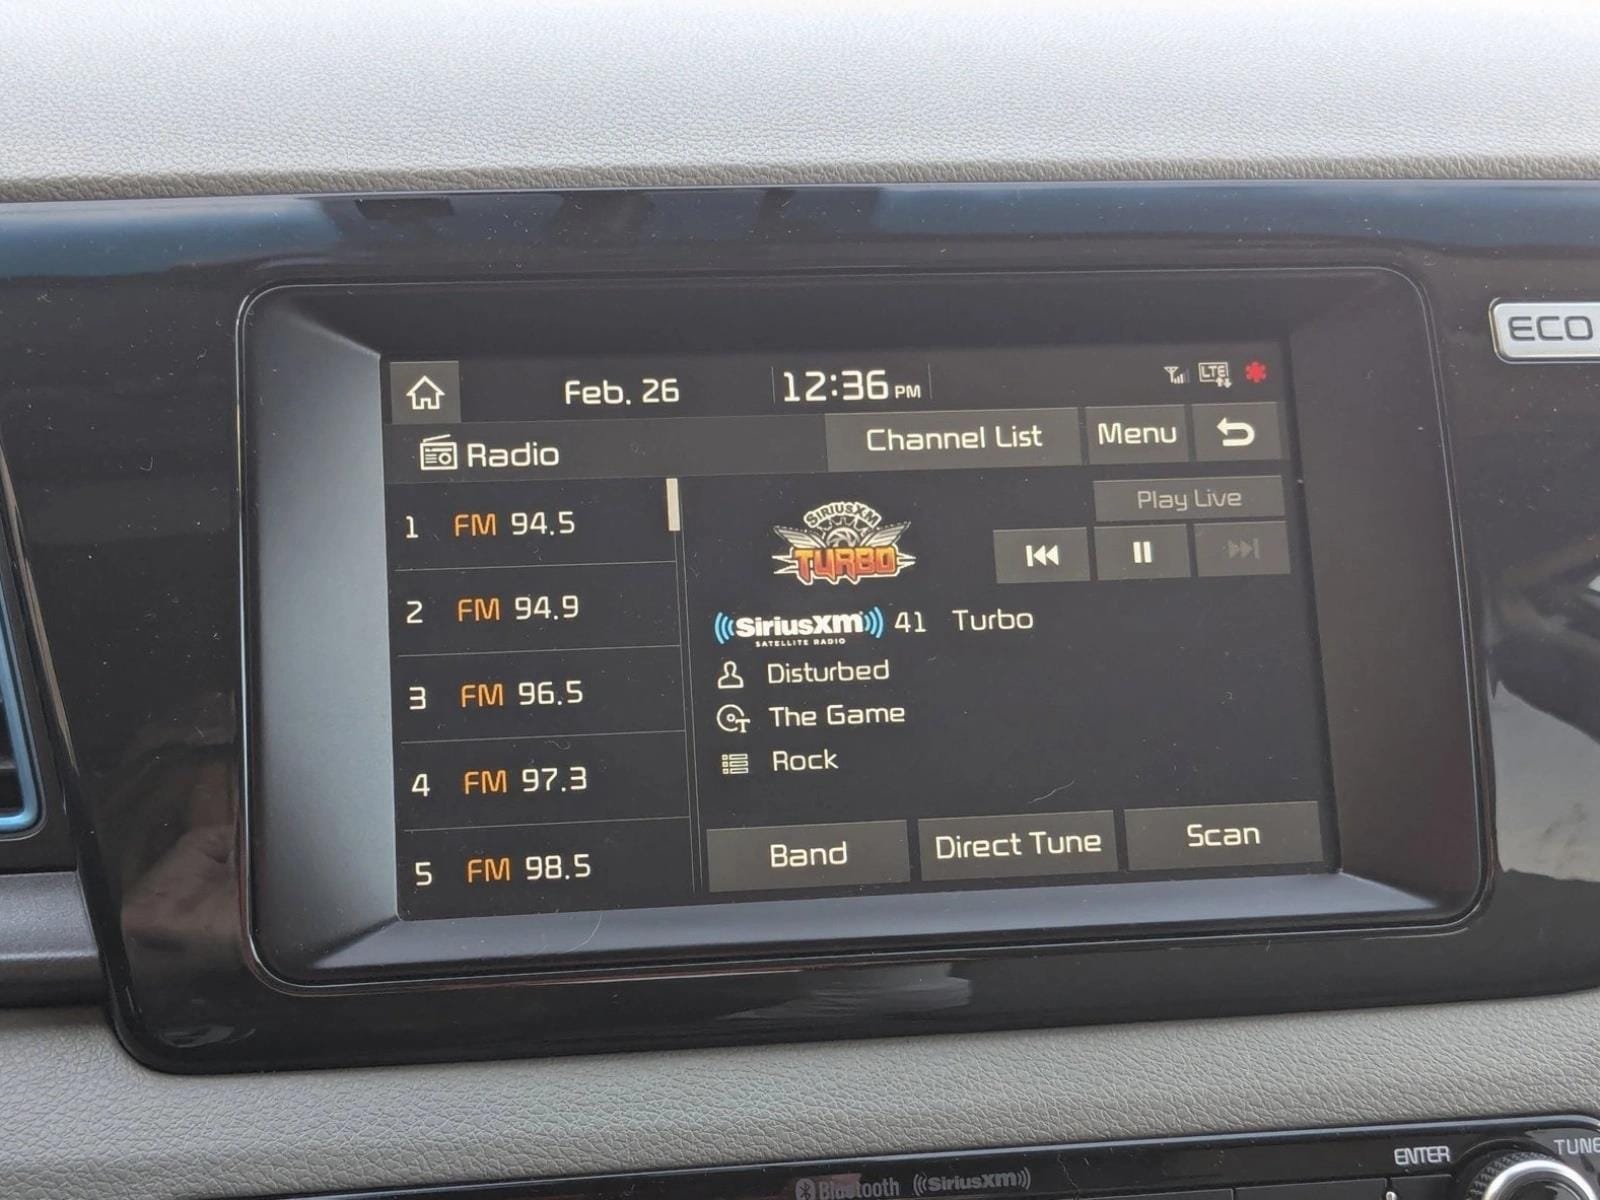 ECO
Feb. 26
12:36 PM
LTE
Radio
Channel List
Menu
1 FM 94.5
2 FM 94.9
3 FM 96.5
4 FM 97.3
5 FM 98.5
SIRIUSXM
TURBO
Play Live
((SiriusXM)) 41 Turbo
SATELLITE RADIO
Disturbed
T
The Game
Rock
Band
Direct Tune
Scan
ENTER
TUNE
Bluetooth
((SiriusXM))